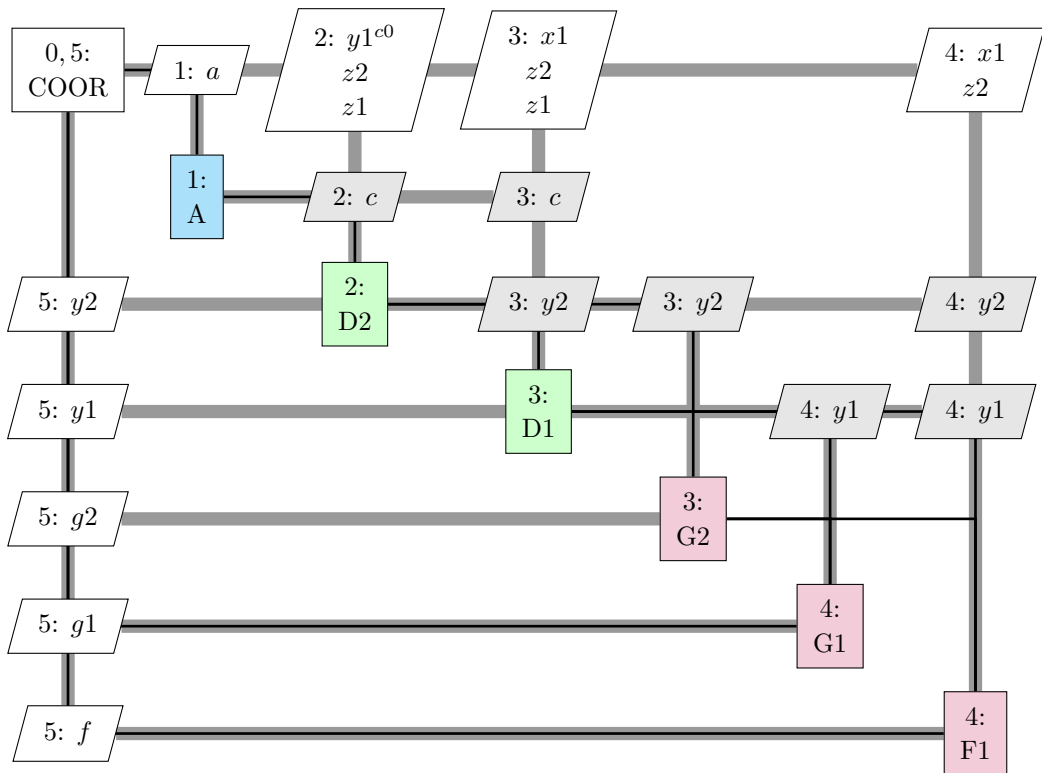 0, 5:
COOR
1: a
2: y1^{c0}
z2
z1
3: x1
z2
z1
4: x1
z2
1:
A
2: c
3: c
5: y2
2:
D2
3: y2
3: y2
4: y2
5: y1
3:
D1
4: y1
4: y1
5: g2
3:
G2
5: g1
4:
G1
5: f
4:
F1